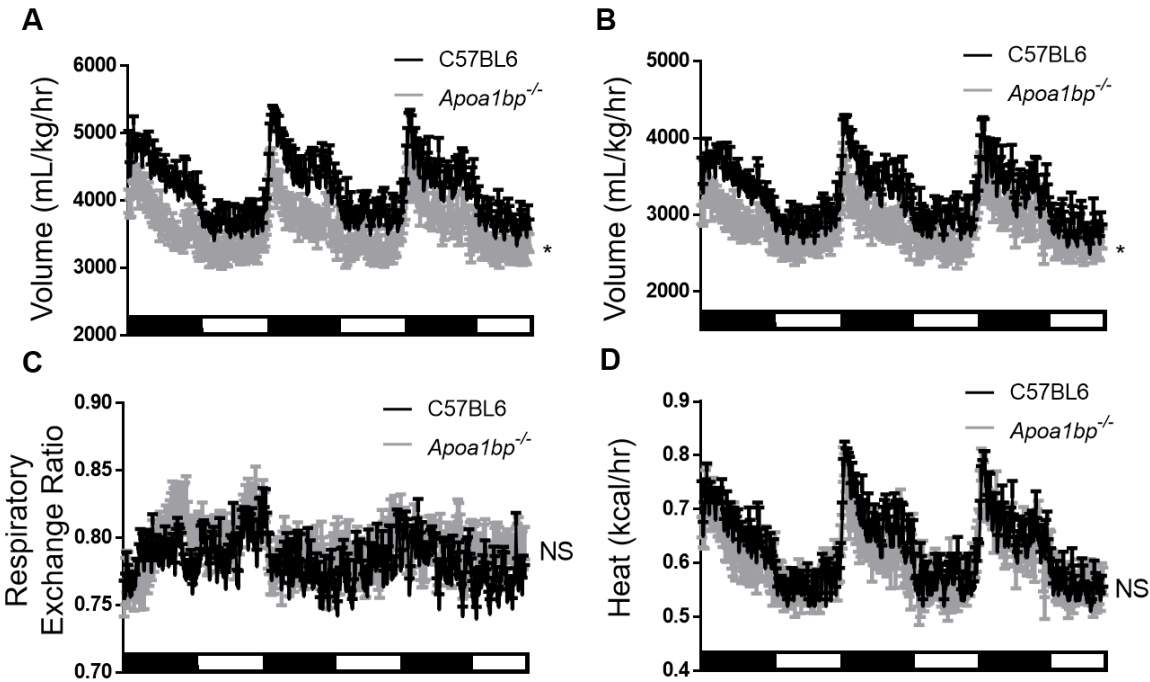 A
Volume (mL/kg/hr)
6000
5000
4000
3000
2000
C57BL6
Apoa1bp-/-
*
B
Volume (mL/kg/hr)
5000
4000
3000
2000
C57BL6
Apoa1bp-/-
*
C
Respiratory
Exchange Ratio
0.90
0.85
0.80
0.75
0.70
C57BL6
Apoa1bp-/-
NS
D
Heat (kcal/hr)
0.9
0.8
0.7
0.6
0.5
0.4
C57BL6
Apoa1bp-/-
NS